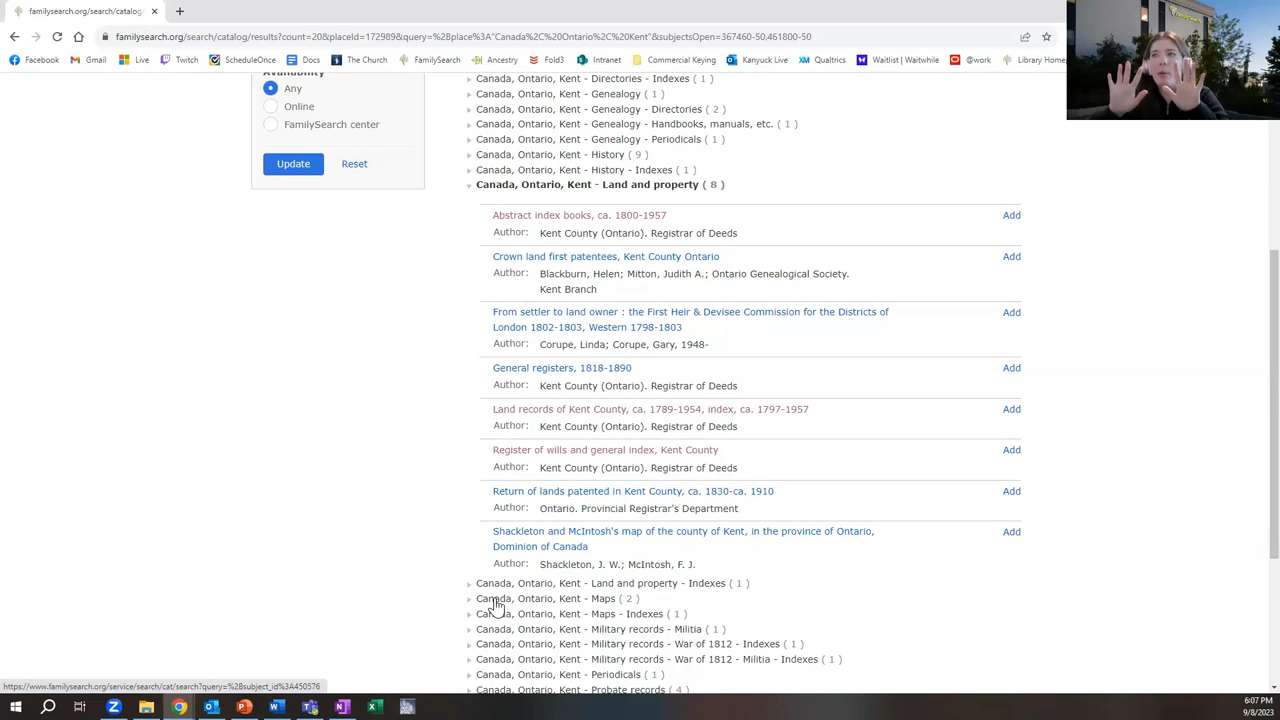 familysearch.org/search/catalog
familysearch.org/search/catalog/results?count=20&placeId=172989&query=%2Bplace%3A"Canada%2C%20Ontario%2C%20Kent"&subjectsOpen=367460-50,461800-50
Facebook Gmail Live Twitch ScheduleOnce Docs The Church FamilySearch Ancestry Fold3 Intranet Commercial Keying Kanyuck Live Qualtrics Waitlist | Waitwhile @work Library Home
Availability
Any
Online
FamilySearch center
Update Reset
Canada, Ontario, Kent - Directories - Indexes ( 1 )
Canada, Ontario, Kent - Genealogy ( 1 )
Canada, Ontario, Kent - Genealogy - Directories ( 2 )
Canada, Ontario, Kent - Genealogy - Handbooks, manuals, etc. ( 1 )
Canada, Ontario, Kent - Genealogy - Periodicals ( 1 )
Canada, Ontario, Kent - History ( 9 )
Canada, Ontario, Kent - History - Indexes ( 1 )
Canada, Ontario, Kent - Land and property ( 8 )
Abstract index books, ca. 1800-1957 Add
Author: Kent County (Ontario). Registrar of Deeds
Crown land first patentees, Kent County Ontario Add
Author: Blackburn, Helen; Mitton, Judith A.; Ontario Genealogical Society.
Kent Branch
From settler to land owner : the First Heir & Devisee Commission for the Districts of Add
London 1802-1803, Western 1798-1803
Author: Corupe, Linda; Corupe, Gary, 1948-
General registers, 1818-1890 Add
Author: Kent County (Ontario). Registrar of Deeds
Land records of Kent County, ca. 1789-1954, index, ca. 1797-1957 Add
Author: Kent County (Ontario). Registrar of Deeds
Register of wills and general index, Kent County Add
Author: Kent County (Ontario). Registrar of Deeds
Return of lands patented in Kent County, ca. 1830-ca. 1910 Add
Author: Ontario. Provincial Registrar's Department
Shackleton and McIntosh's map of the county of Kent, in the province of Ontario, Add
Dominion of Canada
Author: Shackleton, J. W.; McIntosh, F. J.
Canada, Ontario, Kent - Land and property - Indexes ( 1 )
Canada, Ontario, Kent - Maps ( 2 )
Canada, Ontario, Kent - Maps - Indexes ( 1 )
Canada, Ontario, Kent - Military records - Militia ( 1 )
Canada, Ontario, Kent - Military records - War of 1812 - Indexes ( 1 )
Canada, Ontario, Kent - Military records - War of 1812 - Militia - Indexes ( 1 )
Canada, Ontario, Kent - Periodicals ( 1 )
Canada, Ontario, Kent - Probate records ( 4 )
https://www.familysearch.org/service/search/cat/search?query=%2Bsubject_id%3A450576
6:07 PM
9/8/2023